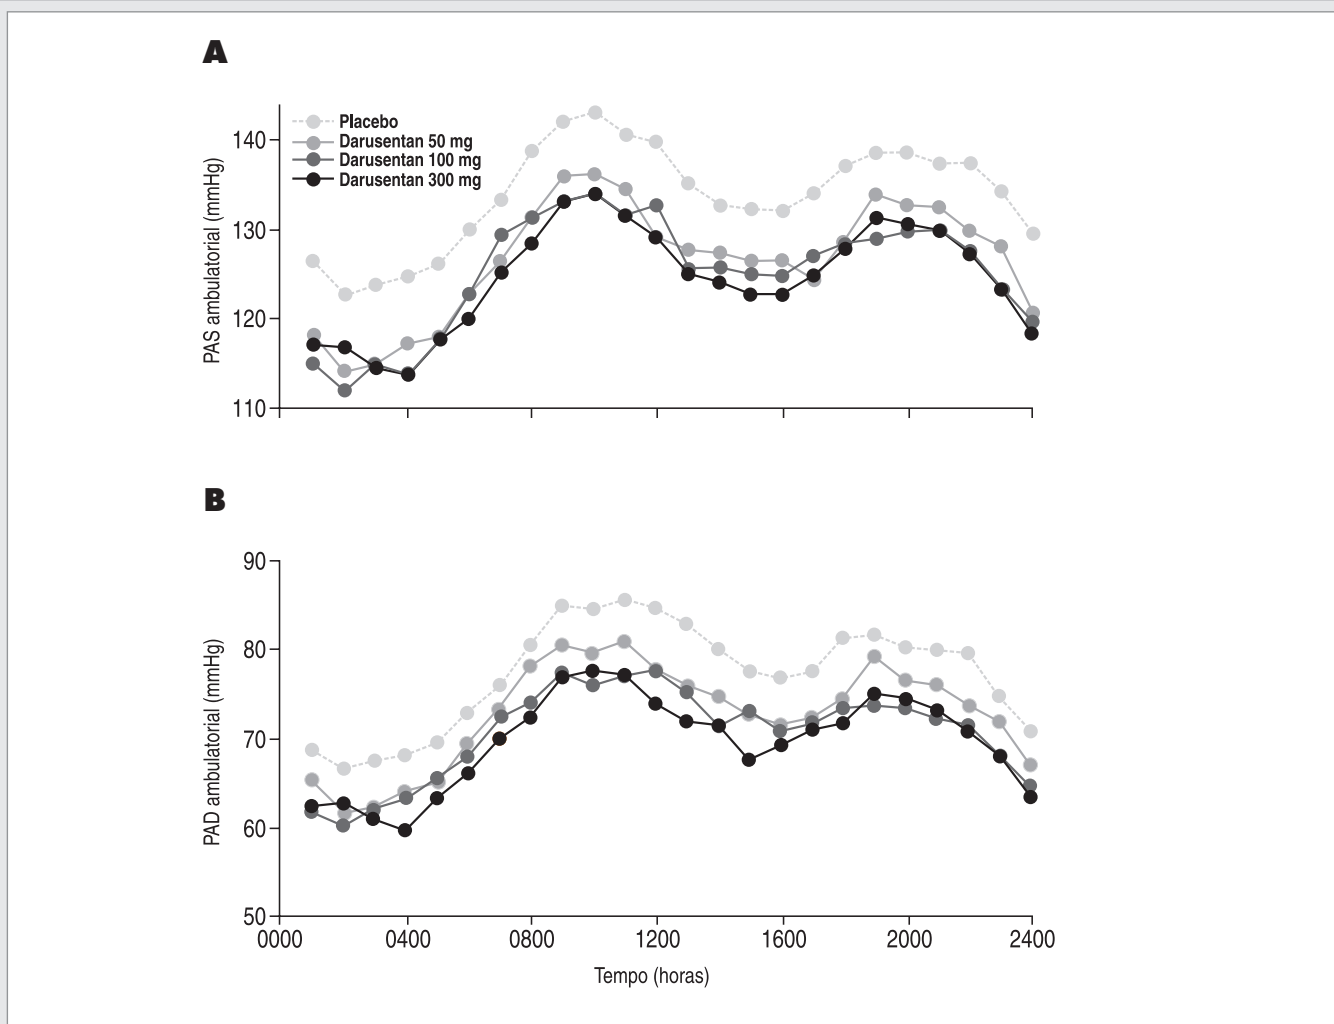 A
Placebo
Darusentan 50 mg
Darusentan 100 mg
Darusentan 300 mg
140
130
120
110
PAS ambulatorial (mmHg)
B
90
80
70
60
50
PAD ambulatorial (mmHg)
0000 0400 0800 1200 1600 2000 2400
Tempo (horas)